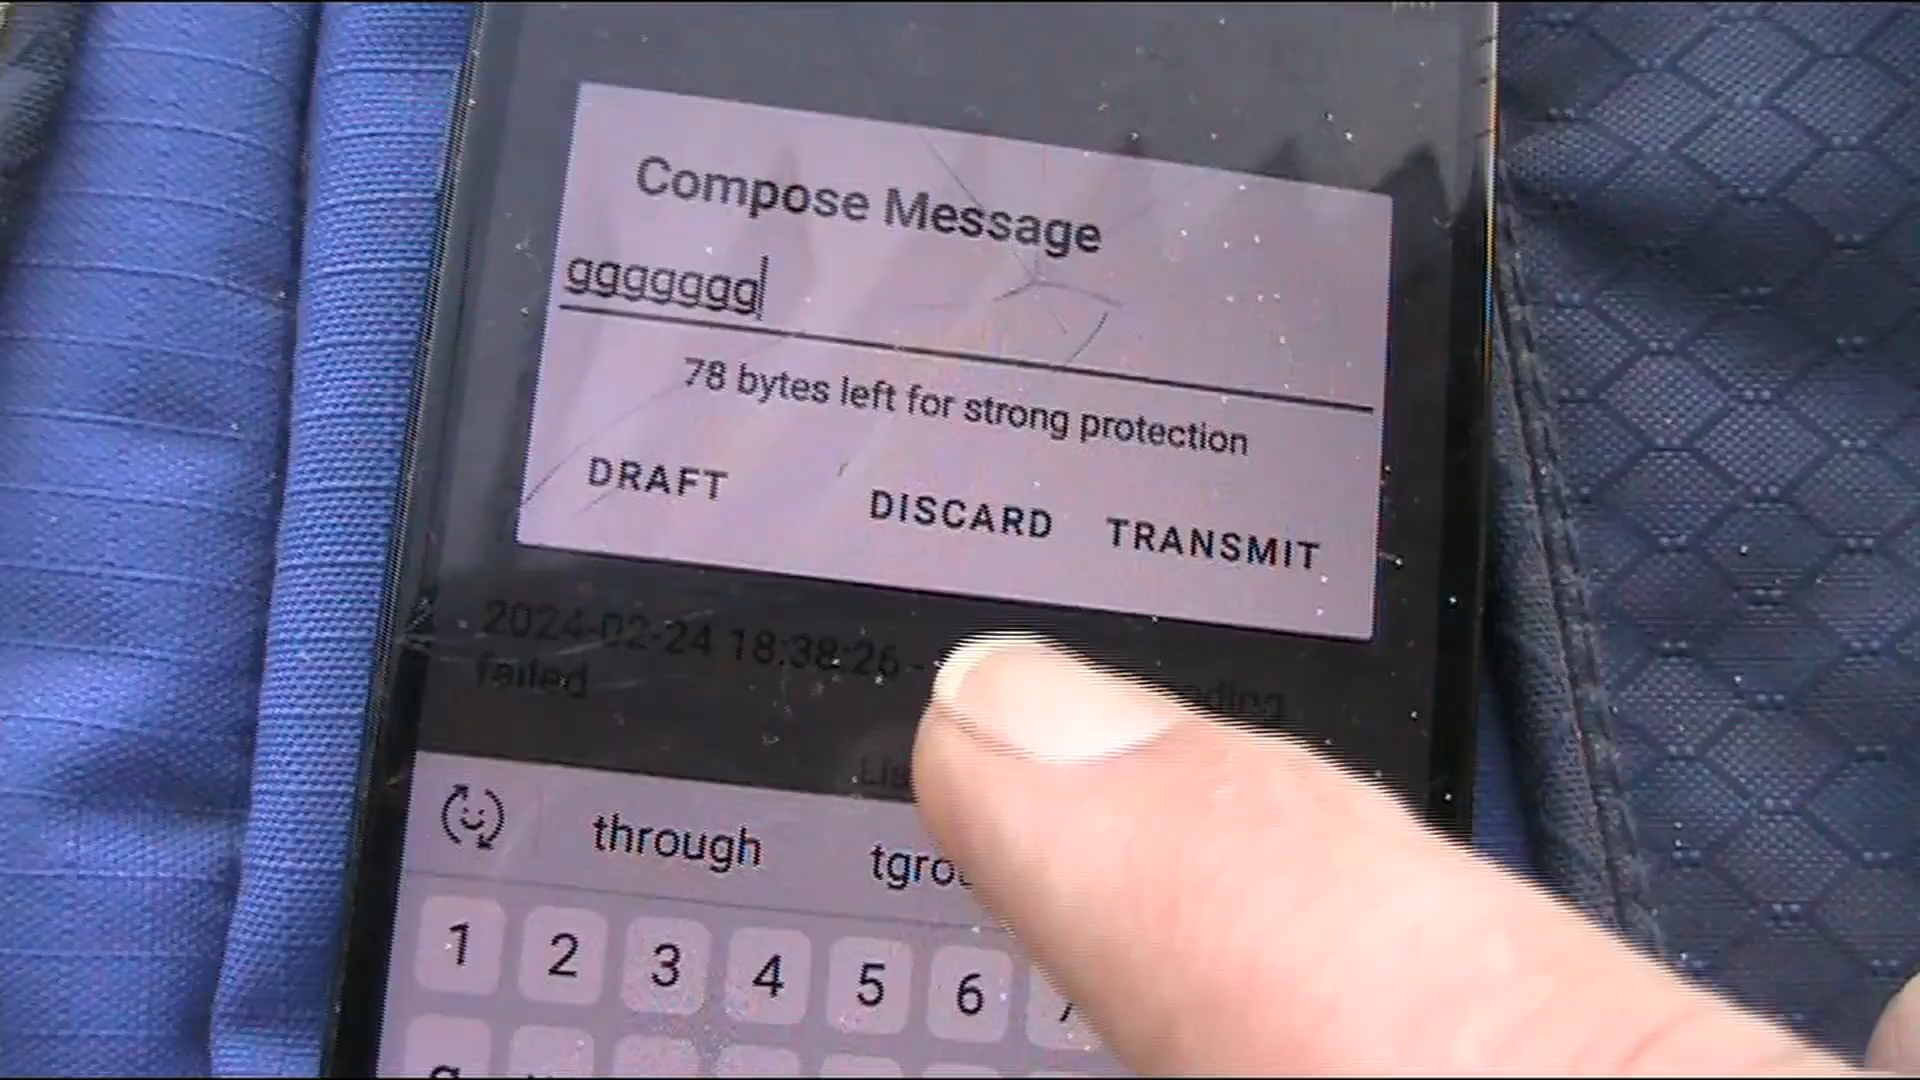 Compose Message
ggggggg
78 bytes left for strong protection
DRAFT DISCARD TRANSMIT
2024-02-24 18:38:26 -
failed
through
1 2 3 4 5 6